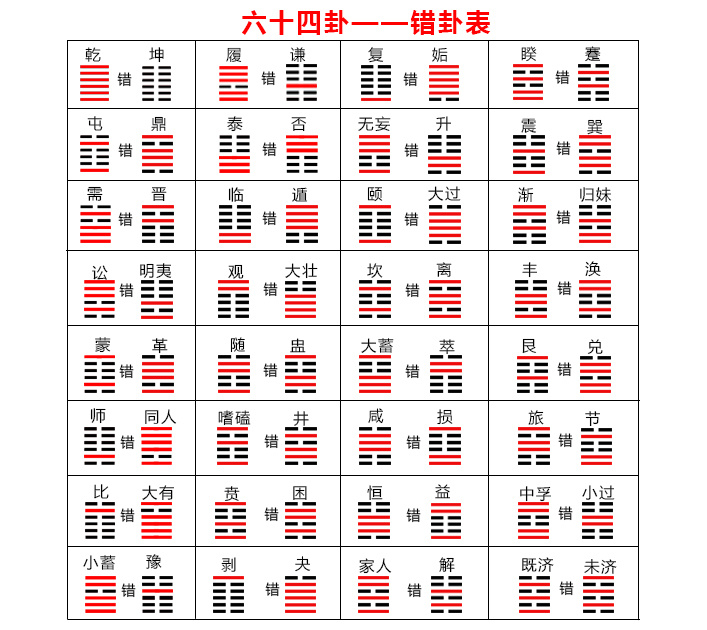 六十四卦——错卦表
乾 错 坤 履 错 谦 复 错 姤 睽 错 蹇
屯 错 鼎 泰 错 否 无妄 错 升 震 错 巽
需 错 晋 临 错 遁 颐 错 大过 渐 错 归妹
讼 错 明夷 观 错 大壮 坎 错 离 丰 错 涣
蒙 错 革 随 错 蛊 大蓄 错 萃 艮 错 兑
师 错 同人 嗜磕 错 井 咸 错 损 旅 错 节
比 错 大有 贲 错 困 恒 错 益 中孚 错 小过
小蓄 错 豫 剥 错 夬 家人 错 解 既济 错 未济